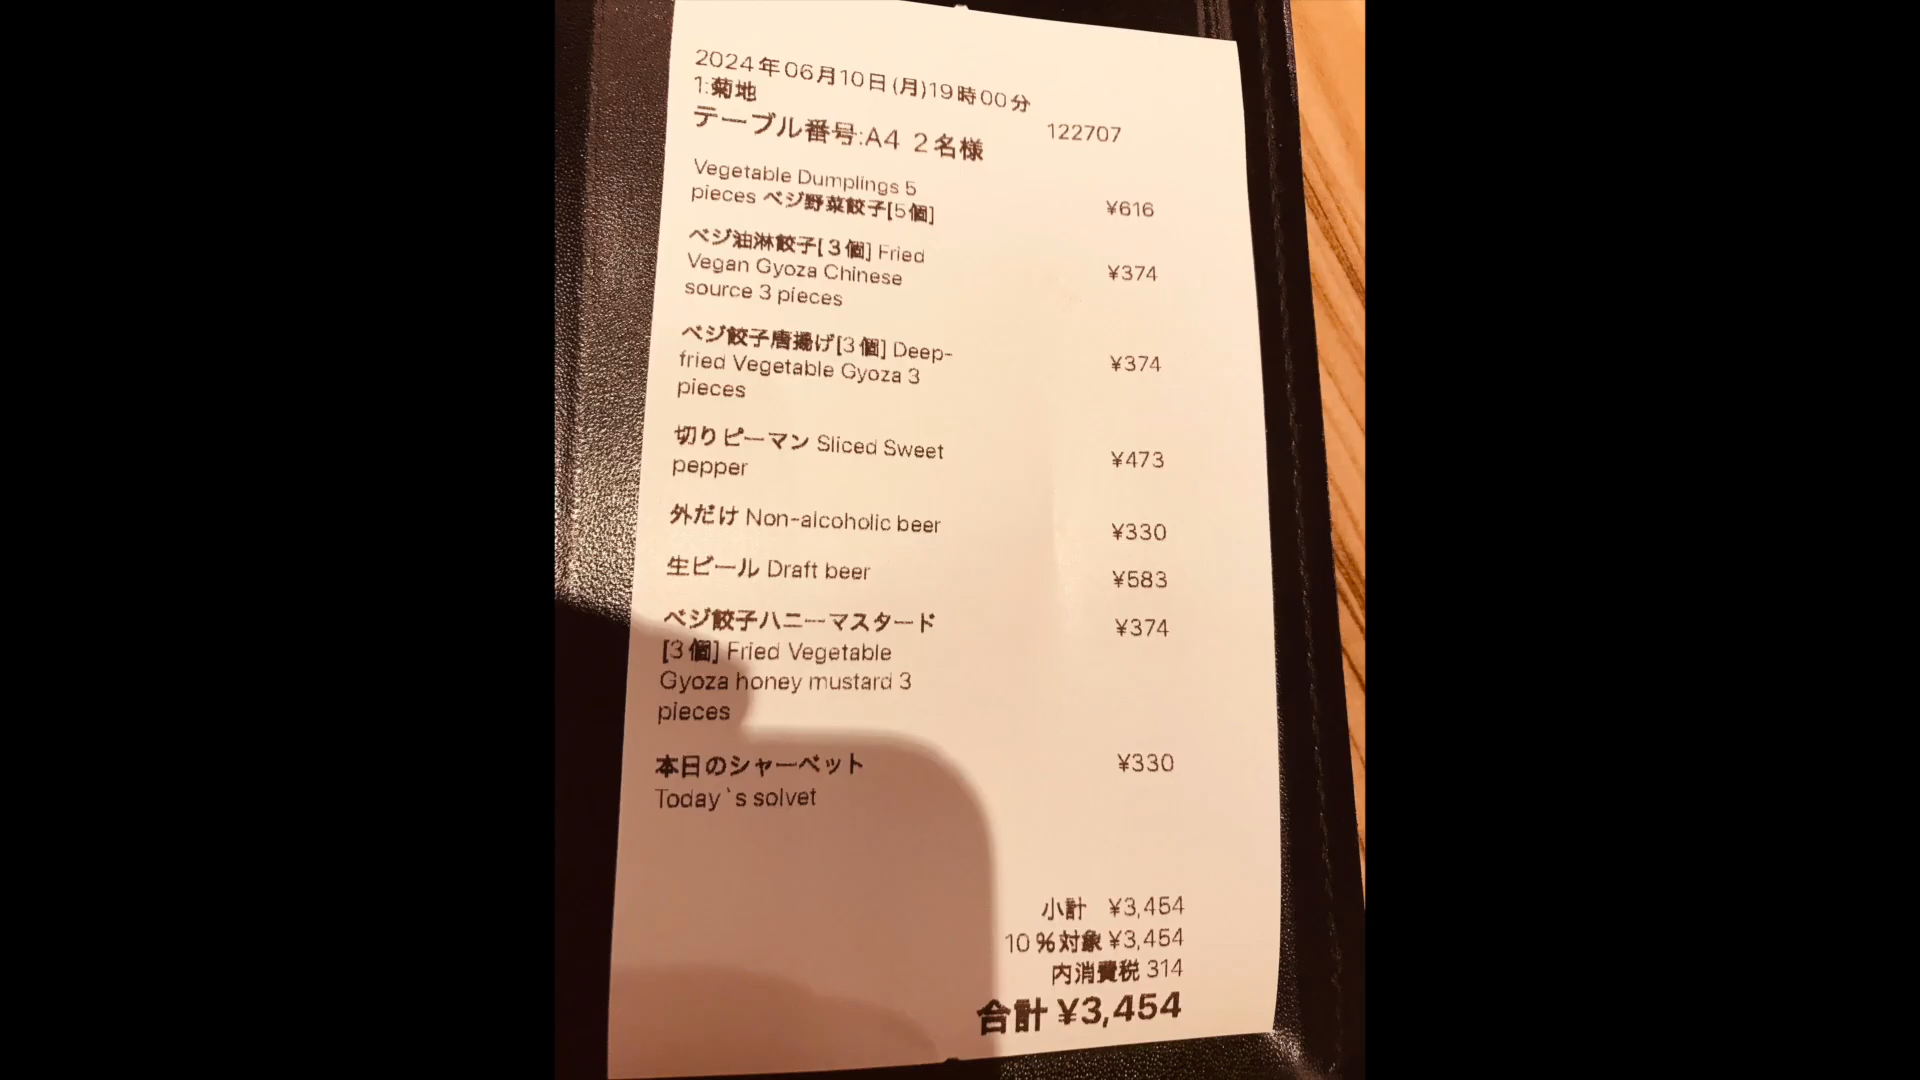 2024年06月10日(月)19時00分
1:菊地
122707
テーブル番号:A4 2名様
Vegetable Dumplings 5
pieces ベジ野菜餃子[5個] ¥616
ベジ油淋餃子[3個] Fried
Vegan Gyoza Chinese ¥374
source 3 pieces
ベジ餃子唐揚げ[3個] Deep-
fried Vegetable Gyoza 3 ¥374
pieces
切りピーマン Sliced Sweet
pepper ¥473
外だけ Non-alcoholic beer ¥330
生ビール Draft beer ¥583
ベジ餃子ハニーマスタード ¥374
[3個] Fried Vegetable
Gyoza honey mustard 3
pieces
本日のシャーベット ¥330
Today`s solvet
小計 ¥3,454
10%対象 ¥3,454
内消費税 314
合計 ¥3,454